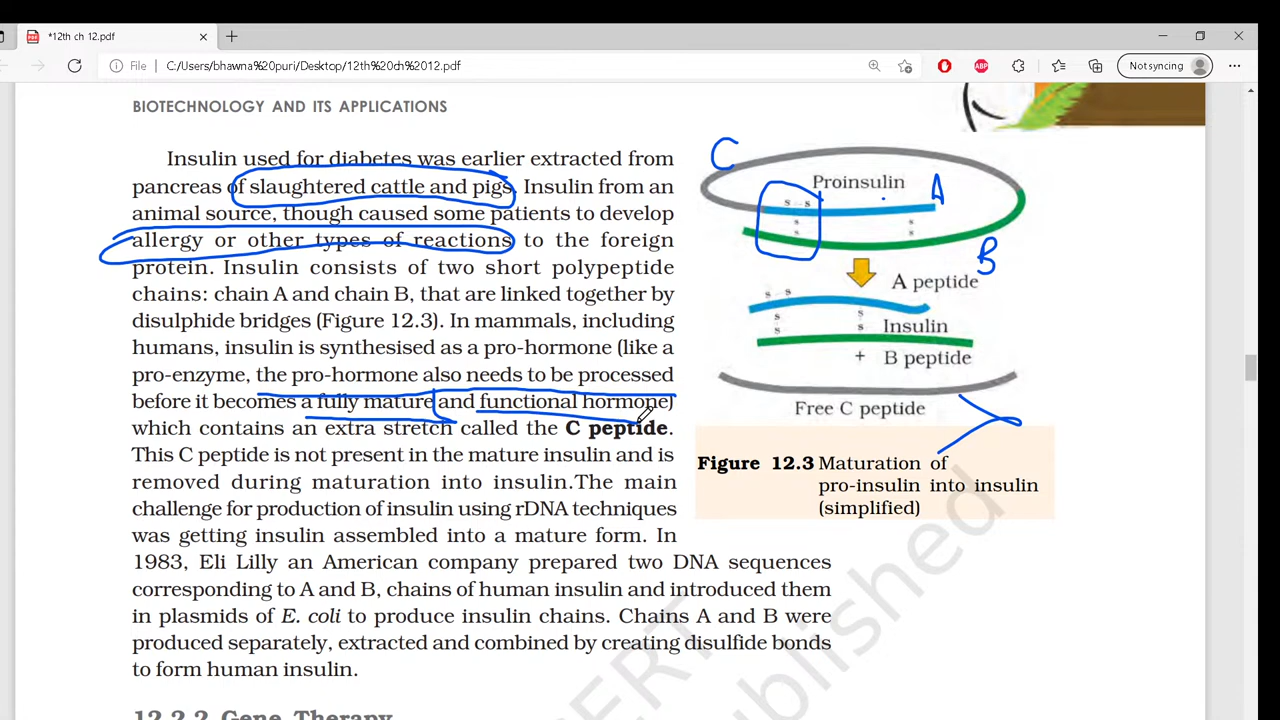 *12th ch 12.pdf
File
C:/Users/bhawna%20puri/Desktop/12th%20ch%2012.pdf
ABP
Not syncing
BIOTECHNOLOGY AND ITS APPLICATIONS
Insulin used for diabetes was earlier extracted from
pancreas of slaughtered cattle and pigs. Insulin from an
animal source, though caused some patients to develop
allergy or other types of reactions to the foreign
protein. Insulin consists of two short polypeptide
chains: chain A and chain B, that are linked together by
disulphide bridges (Figure 12.3). In mammals, including
humans, insulin is synthesised as a pro-hormone (like a
pro-enzyme, the pro-hormone also needs to be processed
before it becomes a fully mature and functional hormone)
which contains an extra stretch called the C peptide.
This C peptide is not present in the mature insulin and is
removed during maturation into insulin.The main
challenge for production of insulin using rDNA techniques
was getting insulin assembled into a mature form. In
1983, Eli Lilly an American company prepared two DNA sequences
corresponding to A and B, chains of human insulin and introduced them
in plasmids of E. coli to produce insulin chains. Chains A and B were
produced separately, extracted and combined by creating disulfide bonds
to form human insulin.
C
Proinsulin
A
s s
s s
s s
B
A peptide
s s
s s
s s
Insulin
+ B peptide
Free C peptide
Figure 12.3 Maturation of
pro-insulin into insulin
(simplified)
12.2.2 Gene Therapy